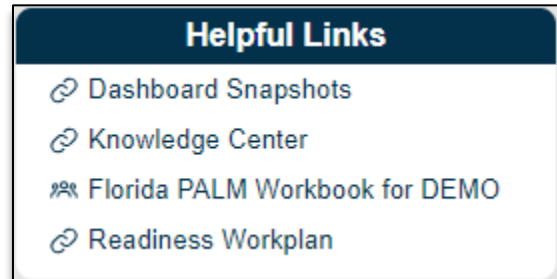 Helpful Links
Dashboard Snapshots
Knowledge Center
Florida PALM Workbook for DEMO
Readiness Workplan